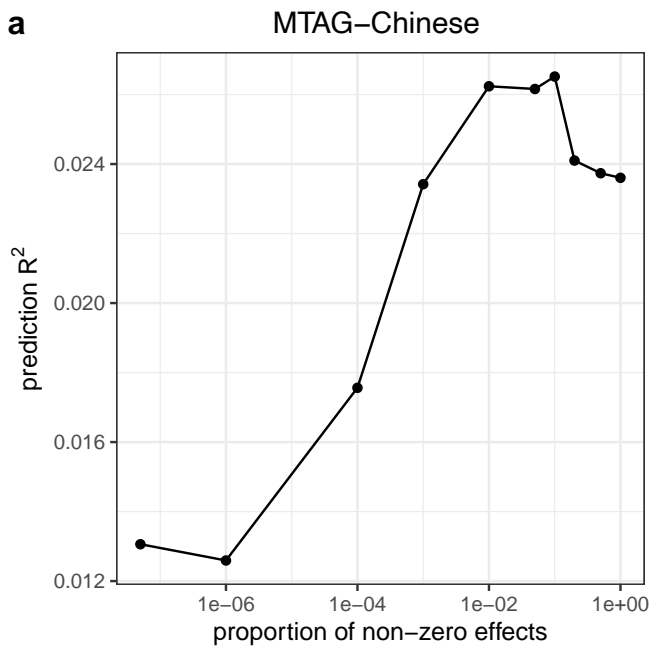 a
MTAG−Chinese
prediction R²
0.024
0.020
0.016
0.012
1e−06 1e−04 1e−02 1e+00
proportion of non−zero effects